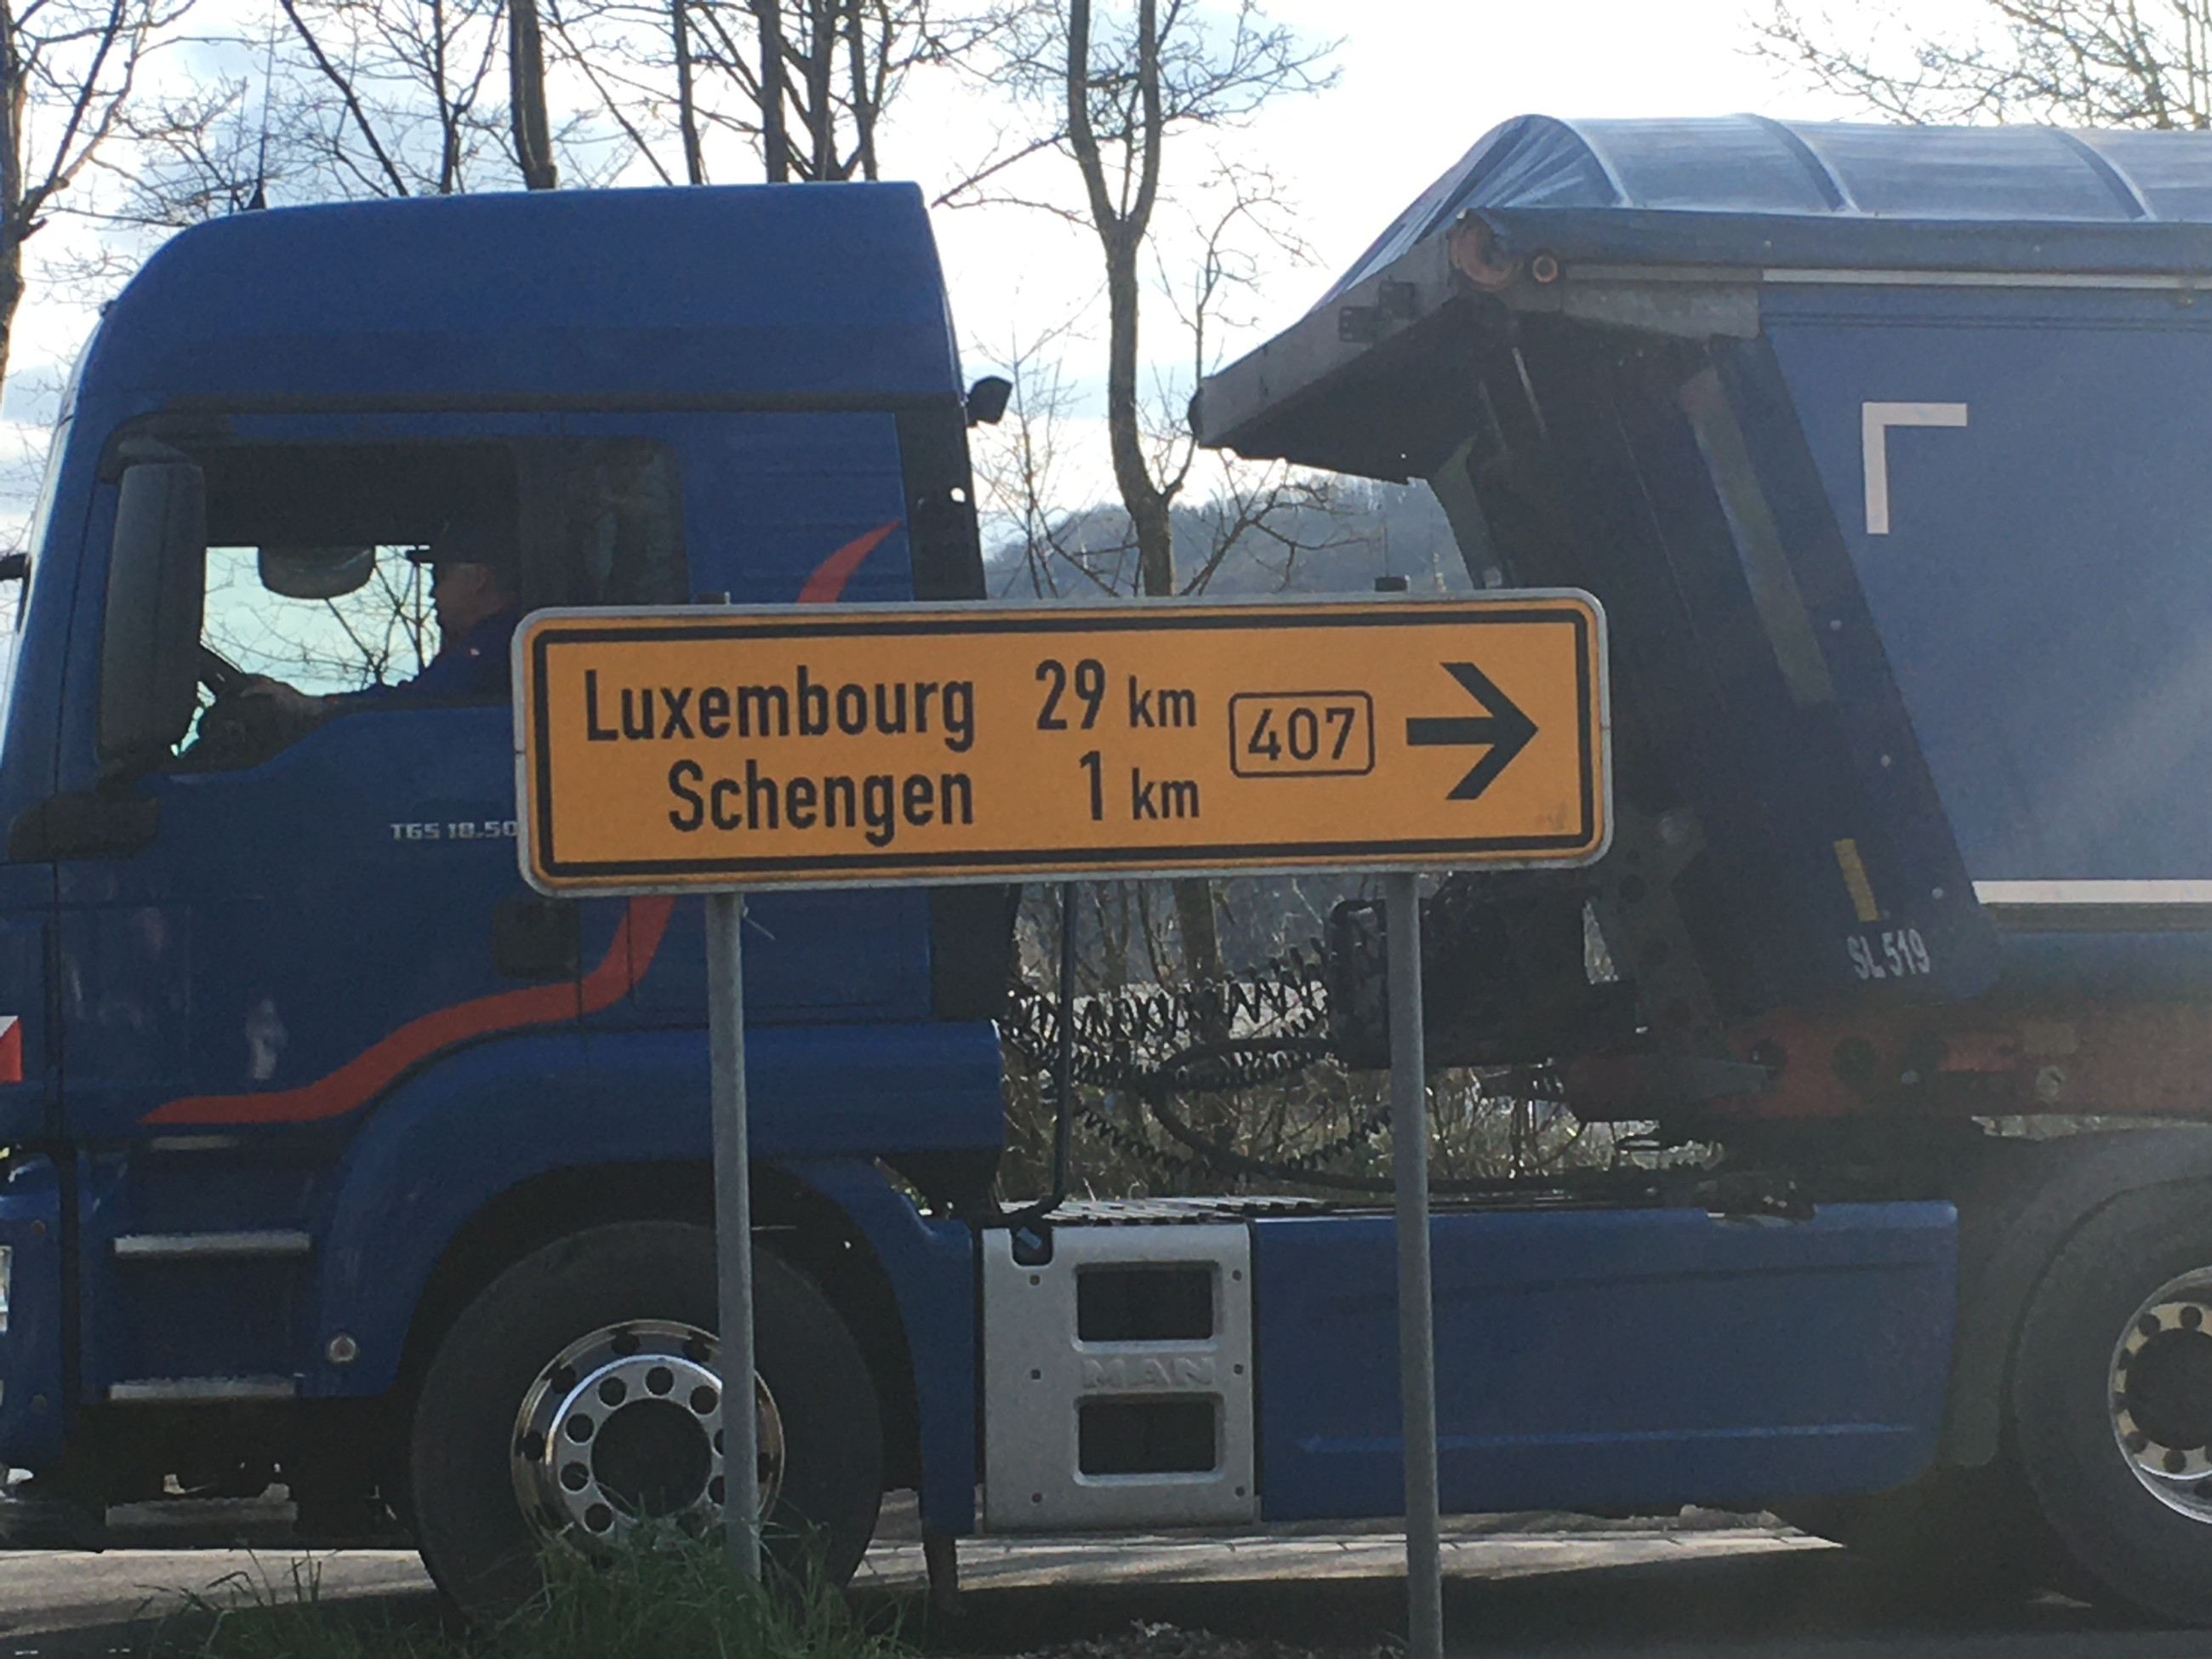 Luxembourg 29 km 407
Schengen 1 km
TGS 18.50
SL 519
MAN